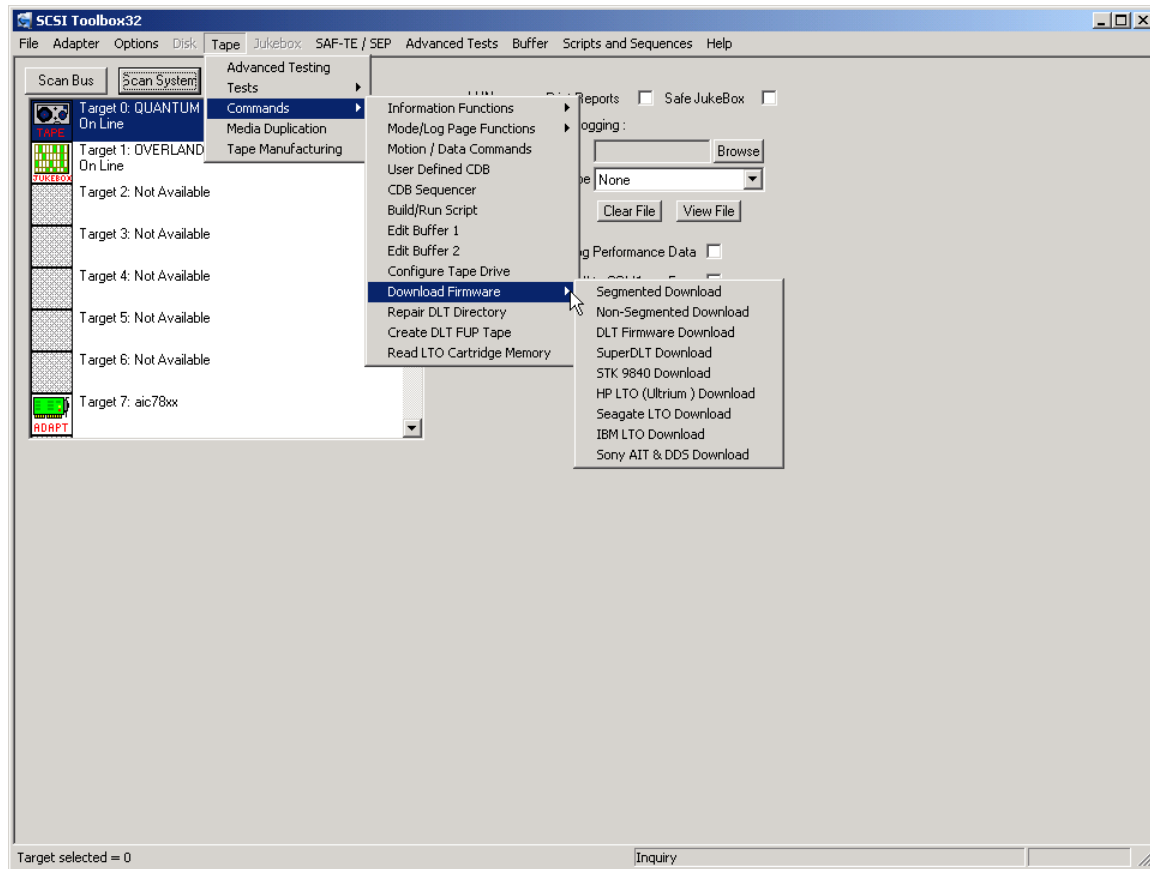 SCSI Toolbox32
File Adapter Options Disk Tape Jukebox SAF-TE / SEP Advanced Tests Buffer Scripts and Sequences Help
Scan Bus Scan System
Target 0: QUANTUM
On Line
TAPE
Target 1: OVERLAND
On Line
JUKEBOX
Target 2: Not Available
Target 3: Not Available
Target 4: Not Available
Target 5: Not Available
Target 6: Not Available
Target 7: aic78xx
ADAPT
Advanced Testing
Tests
Commands
Media Duplication
Tape Manufacturing
Information Functions
Mode/Log Page Functions
Motion / Data Commands
User Defined CDB
CDB Sequencer
Build/Run Script
Edit Buffer 1
Edit Buffer 2
Configure Tape Drive
Download Firmware
Repair DLT Directory
Create DLT FUP Tape
Read LTO Cartridge Memory
Segmented Download
Non-Segmented Download
DLT Firmware Download
SuperDLT Download
STK 9840 Download
HP LTO (Ultrium ) Download
Seagate LTO Download
IBM LTO Download
Sony AIT & DDS Download
Reports Safe JukeBox
ogging :
Browse
None
Clear File View File
Performance Data
Target selected = 0
Inquiry